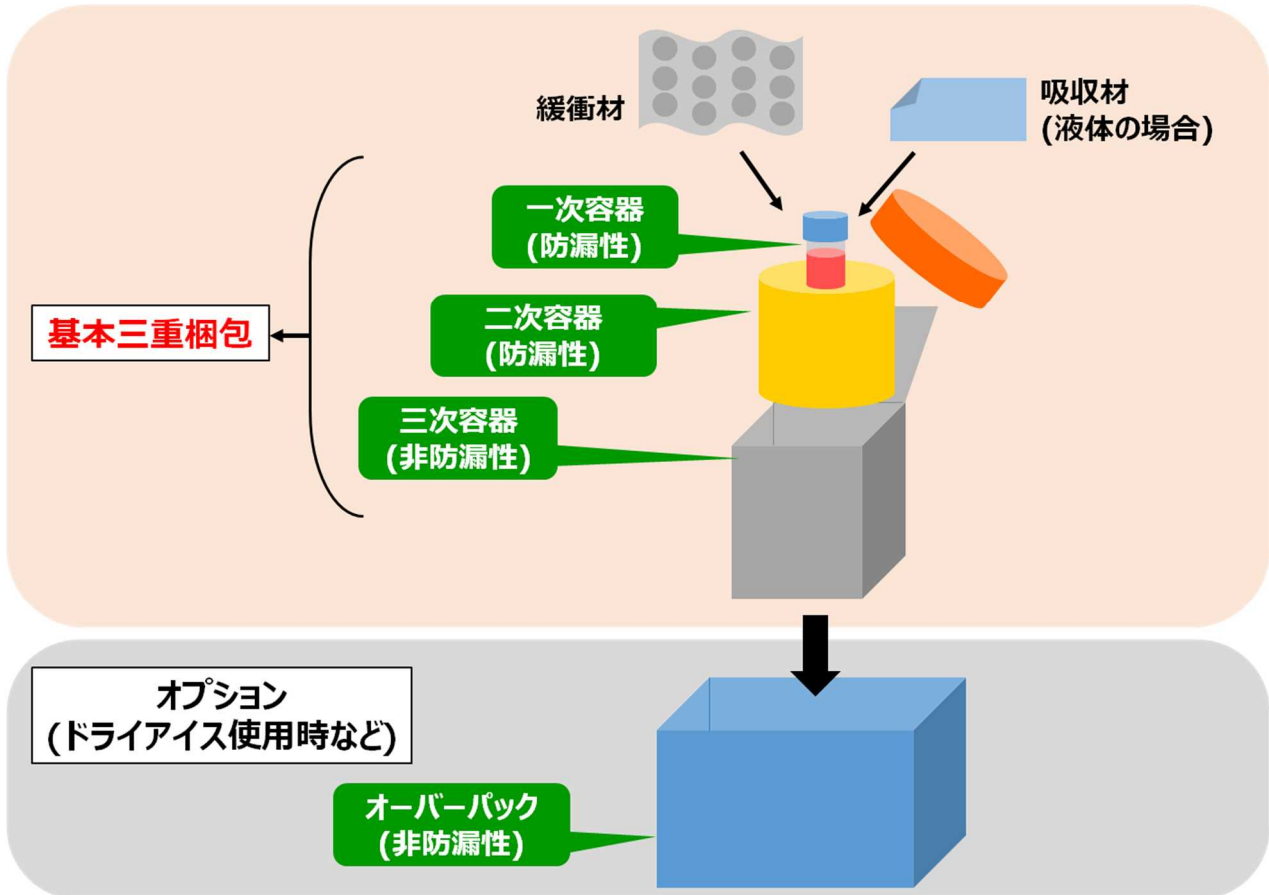 緩衝材
吸収材
(液体の場合)
一次容器
(防漏性)
二次容器
(防漏性)
基本三重梱包
三次容器
(非防漏性)
オプション
(ドライアイス使用時など)
オーバーパック
(非防漏性)